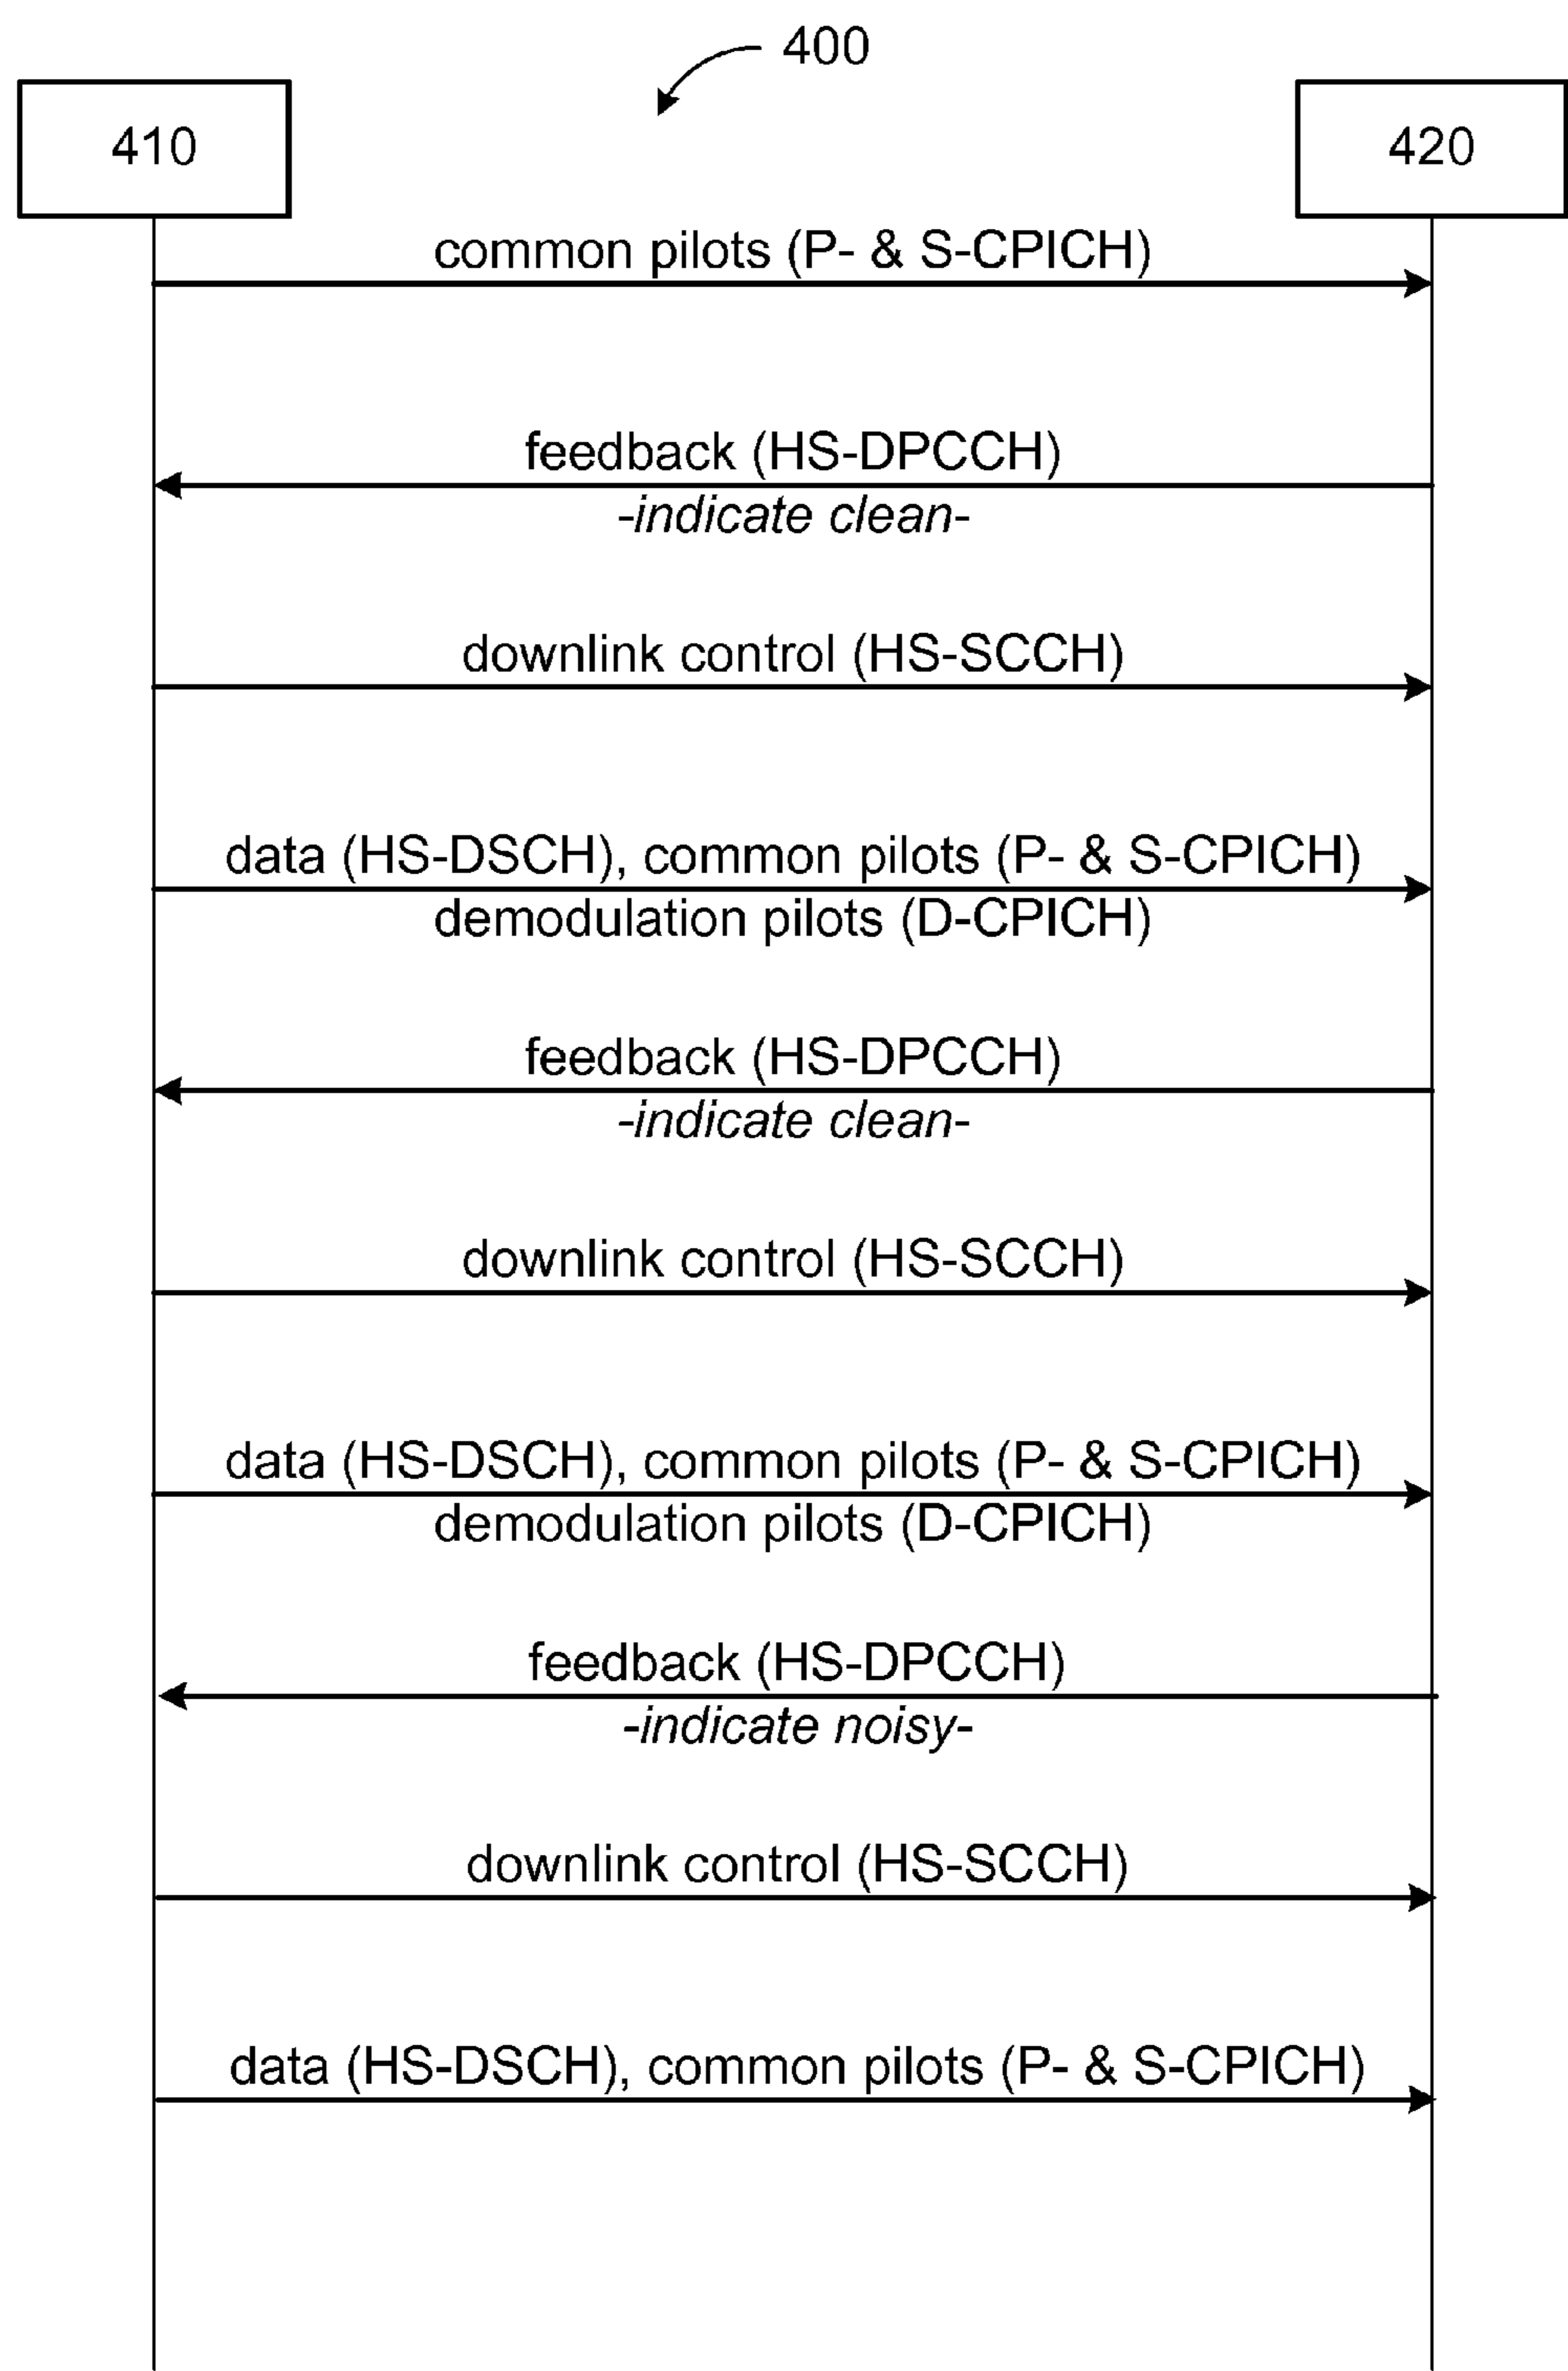 400
410
420
common pilots (P- & S-CPICH)
feedback (HS-DPCCH)
-indicate clean-
downlink control (HS-SCCH)
data (HS-DSCH), common pilots (P- & S-CPICH)
demodulation pilots (D-CPICH)
feedback (HS-DPCCH)
-indicate clean-
downlink control (HS-SCCH)
data (HS-DSCH), common pilots (P- & S-CPICH)
demodulation pilots (D-CPICH)
feedback (HS-DPCCH)
-indicate noisy-
downlink control (HS-SCCH)
data (HS-DSCH), common pilots (P- & S-CPICH)